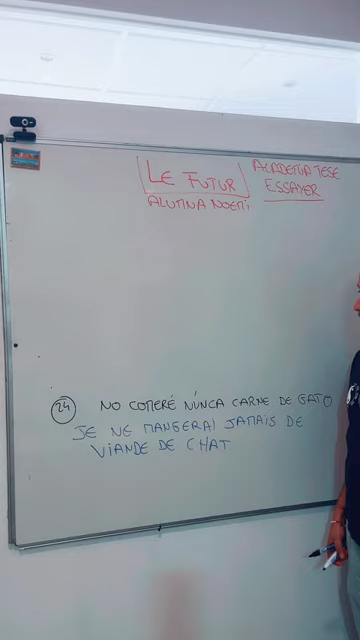 LE FUTUR
ALUMNA NOEMI
ACADEMIA TESE
ESSAYER
24 NO COMERÉ NUNCA CARNE DE GATO
JE NE MANGERAI JAMAIS DE
VIANDE DE CHAT